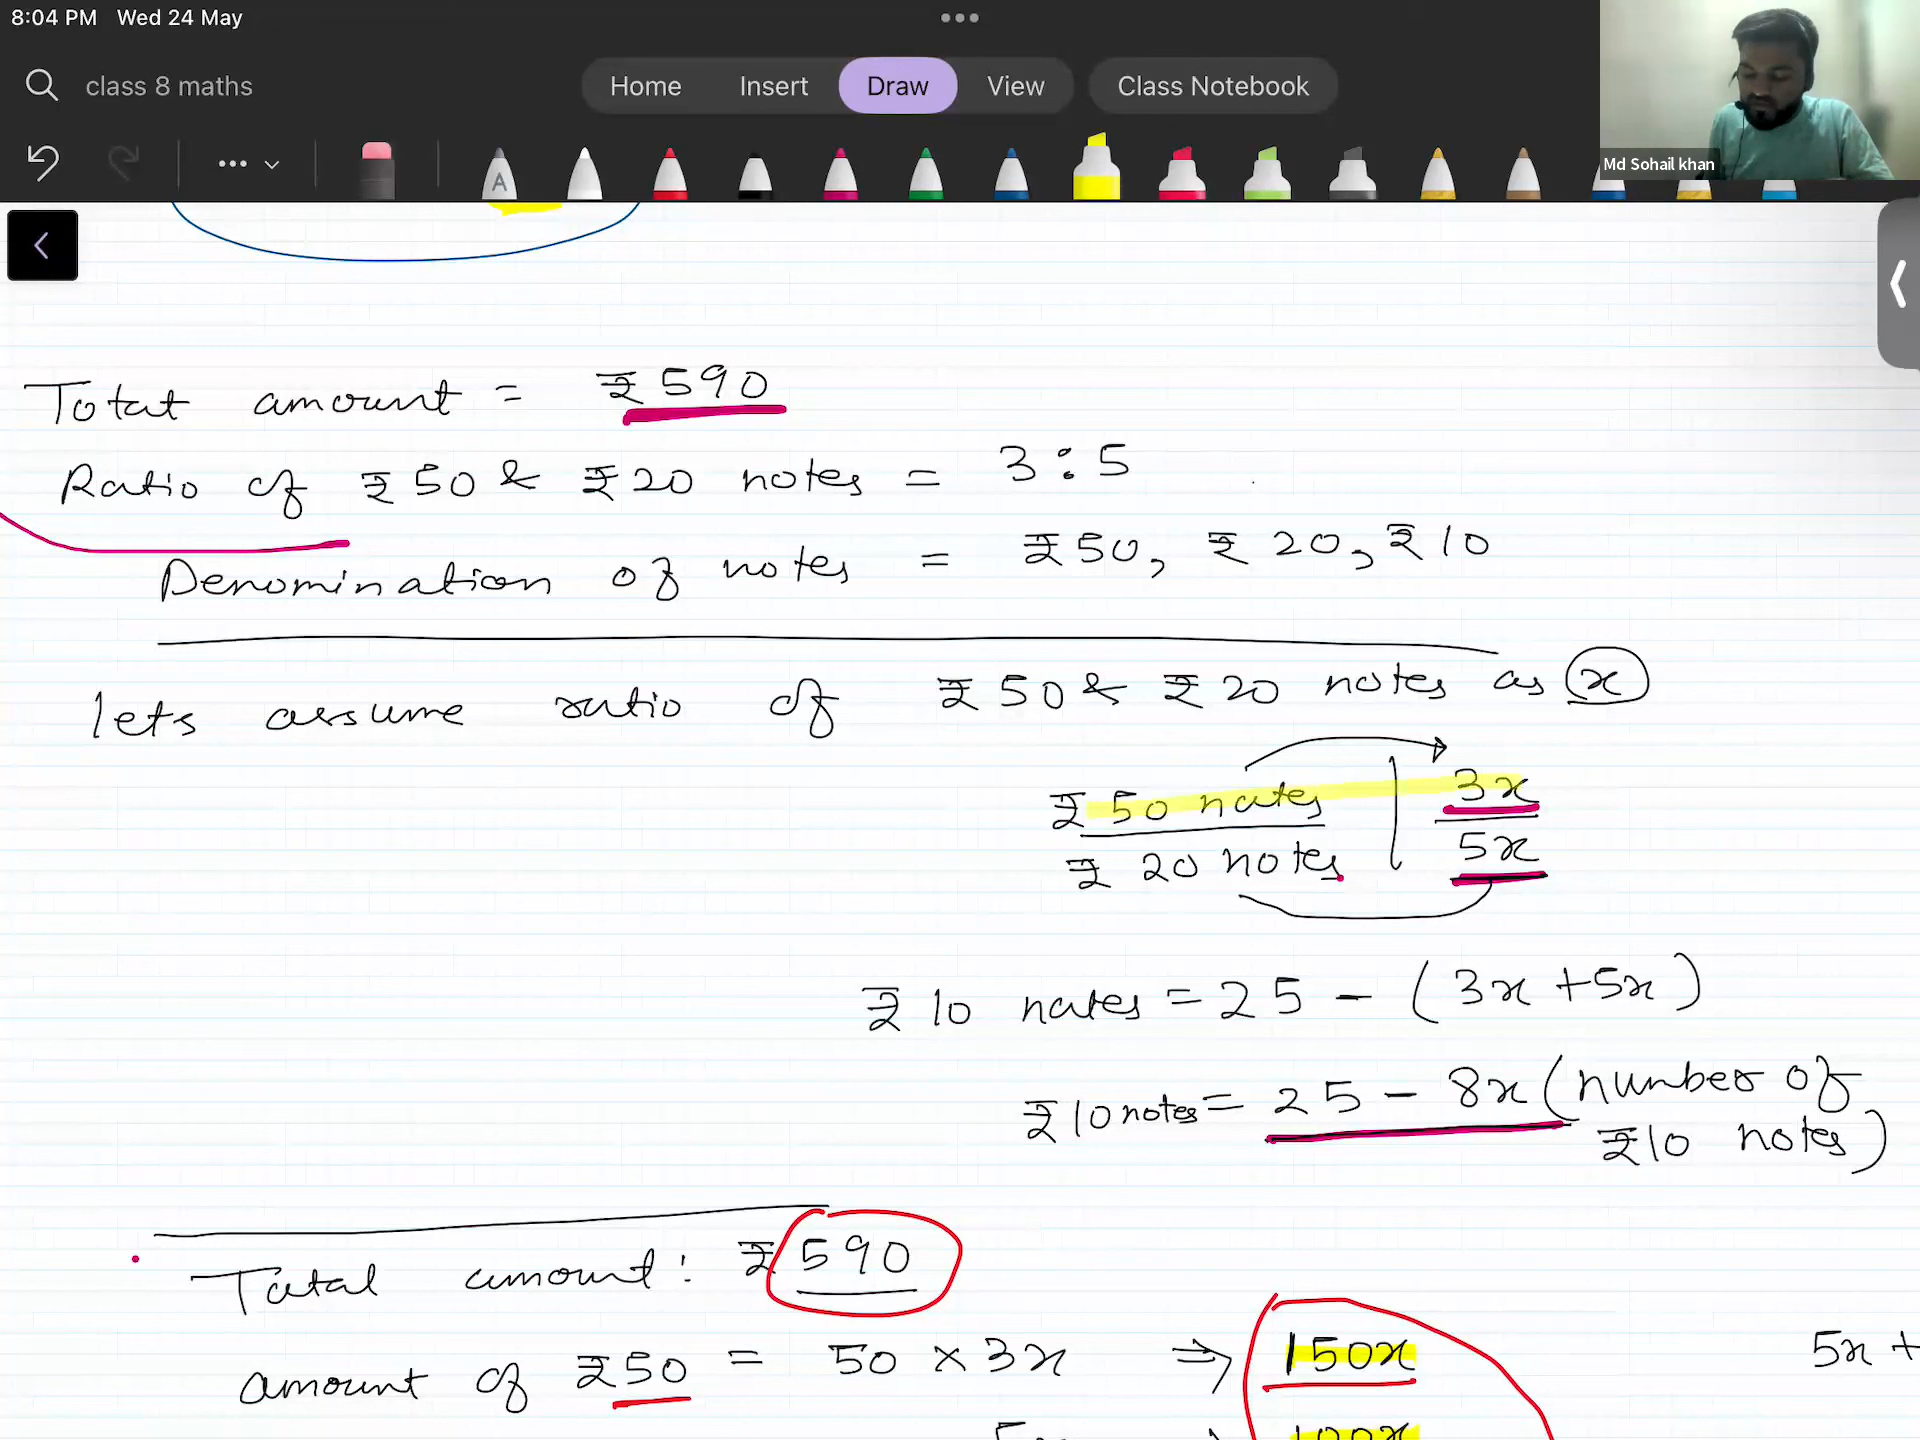 8:04 PM Wed 24 May
class 8 maths
Home Insert Draw View Class Notebook
Md Sohail khan
Total amount = ₹590
Ratio of ₹50 & ₹20 notes = 3:5
Denomination of notes = ₹50, ₹20, ₹10
lets assume ratio of ₹50 & ₹20 notes as x
₹50 notes | 3x
₹20 notes | 5x
₹10 notes = 25 - (3x+5x)
₹10 notes = 25 - 8x (number of
₹10 notes)
Total amount: ₹590
amount of ₹50 = 50 × 3x ⇒ 150x 5x +